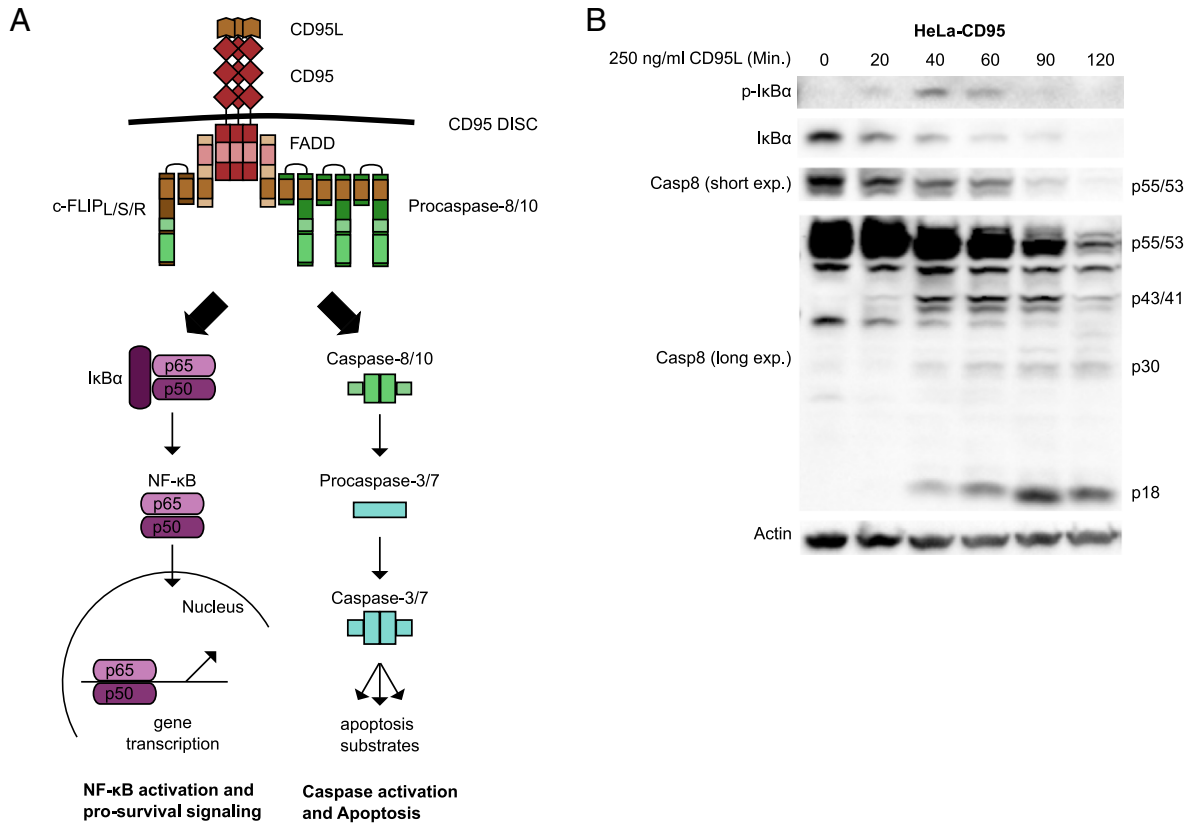 A
CD95L
CD95
CD95 DISC
FADD
c-FLIPL/S/R
Procaspase-8/10
IκBα
p65
p50
Caspase-8/10
NF-κB
p65
p50
Procaspase-3/7
Nucleus
Caspase-3/7
p65
p50
gene
transcription
apoptosis
substrates
NF-κB activation and
pro-survival signaling
Caspase activation
and Apoptosis
B
HeLa-CD95
250 ng/ml CD95L (Min.) 0 20 40 60 90 120
p-IκBα
IκBα
Casp8 (short exp.) p55/53
p55/53
p43/41
Casp8 (long exp.) p30
p18
Actin